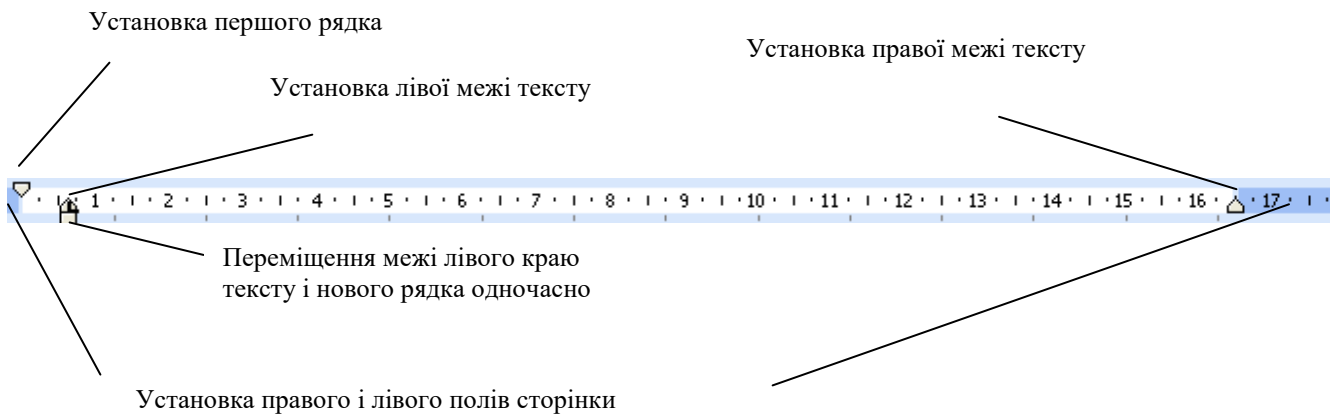 Установка першого рядка
Установка правої межі тексту
Установка лівої межі тексту
1 2 3 4 5 6 7 8 9 10 11 12 13 14 15 16 17
Переміщення межі лівого краю
тексту і нового рядка одночасно
Установка правого і лівого полів сторінки